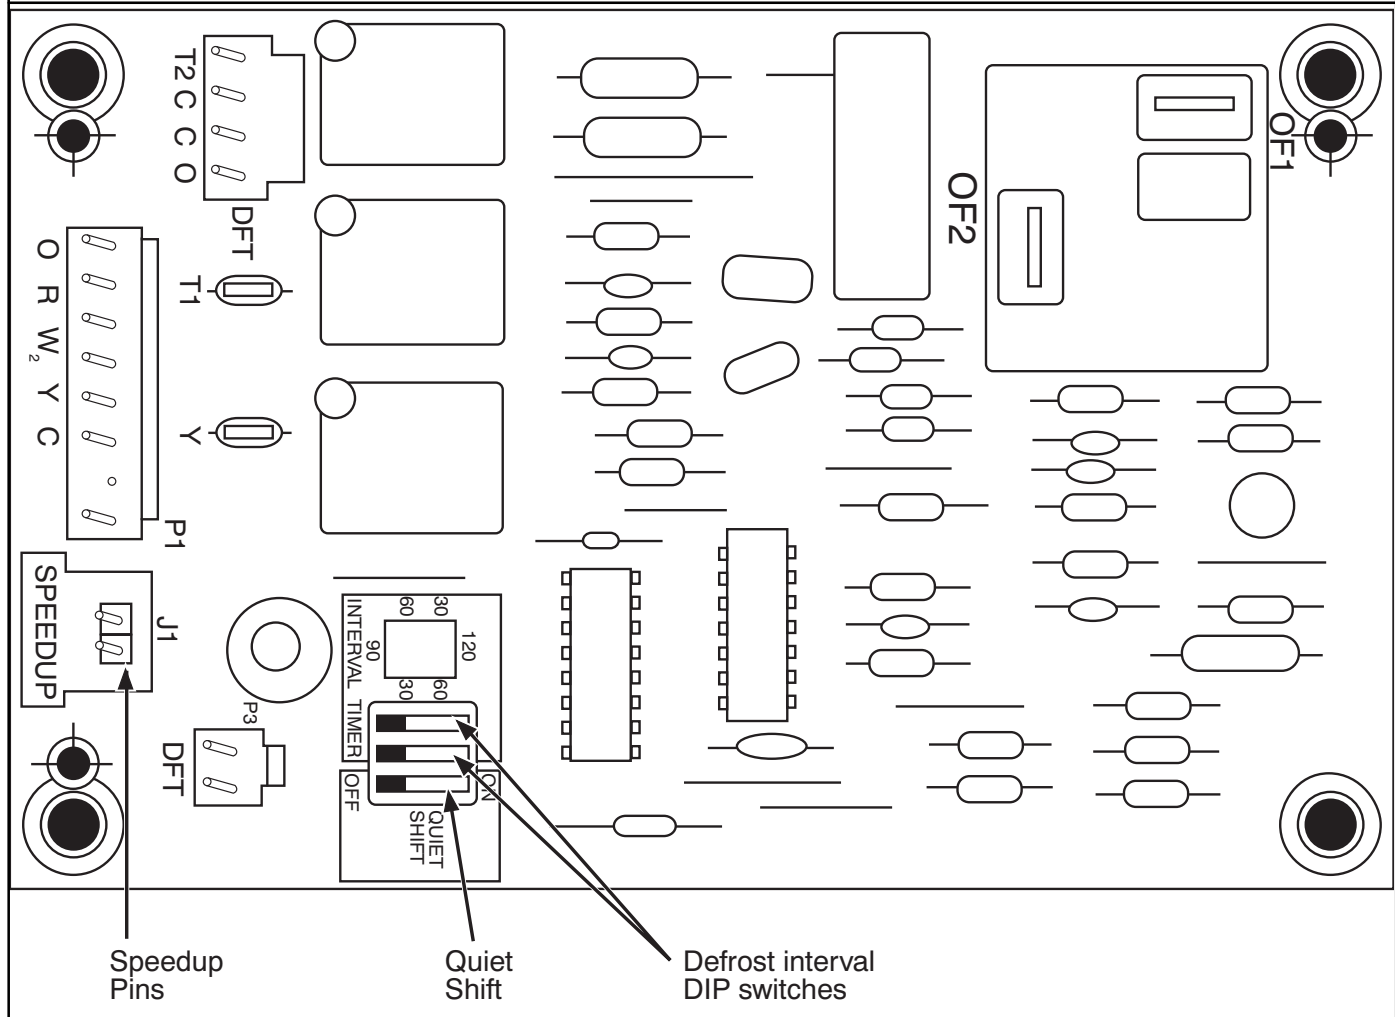 T2 C C O
DFT
OF1
OF2
O R W₂ Y C
T1
Y
P1
SPEEDUP
J1
INTERVAL TIMER
60 30
90 120
30 60
P3
DFT
OFF
ON
QUIET
SHIFT
Speedup
Pins
Quiet
Shift
Defrost interval
DIP switches